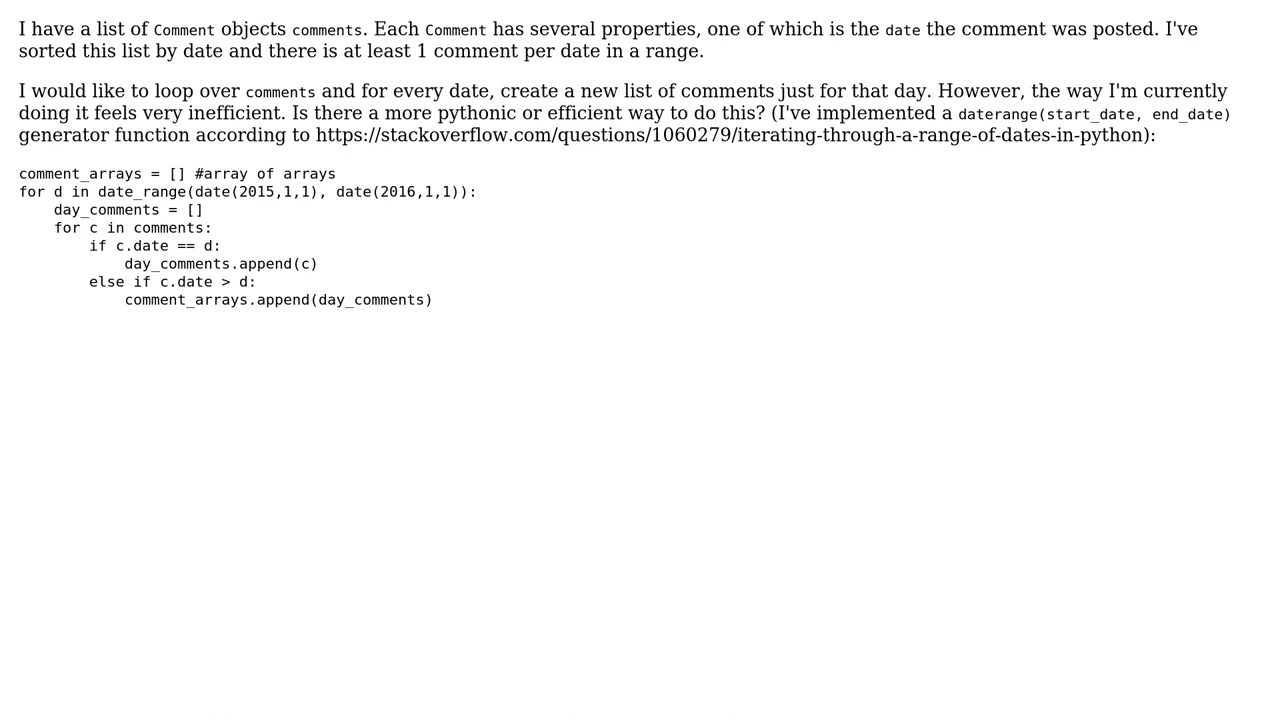 I have a list of Comment objects comments. Each Comment has several properties, one of which is the date the comment was posted. I've
sorted this list by date and there is at least 1 comment per date in a range.
I would like to loop over comments and for every date, create a new list of comments just for that day. However, the way I'm currently
doing it feels very inefficient. Is there a more pythonic or efficient way to do this? (I've implemented a daterange(start_date, end_date)
generator function according to https://stackoverflow.com/questions/1060279/iterating-through-a-range-of-dates-in-python):
comment_arrays = [] #array of arrays
for d in date_range(date(2015,1,1), date(2016,1,1)):
    day_comments = []
    for c in comments:
        if c.date == d:
            day_comments.append(c)
        else if c.date > d:
            comment_arrays.append(day_comments)